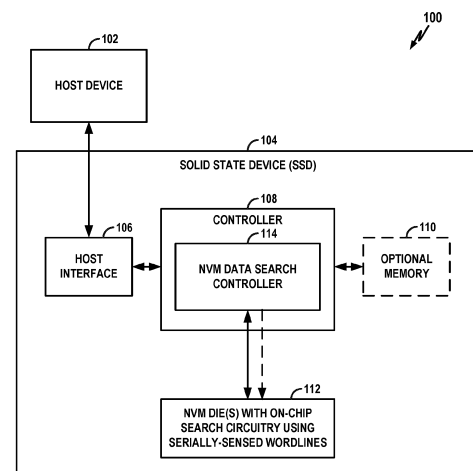 100
102
HOST DEVICE
104
SOLID STATE DEVICE (SSD)
108
CONTROLLER
106
HOST
INTERFACE
114
NVM DATA SEARCH
CONTROLLER
110
OPTIONAL
MEMORY
112
NVM DIE(S) WITH ON-CHIP
SEARCH CIRCUITRY USING
SERIALLY-SENSED WORDLINES